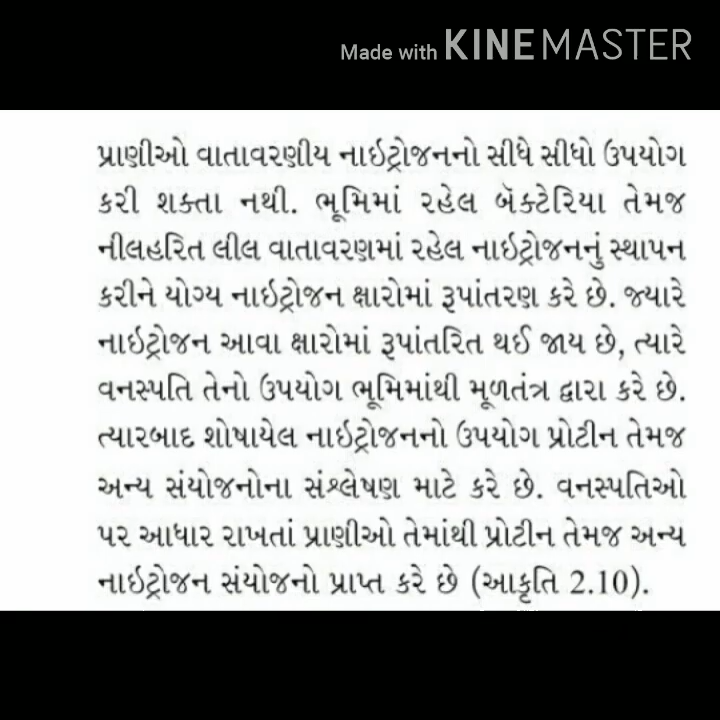 Made with KINEMASTER
પ્રાણીઓ વાતાવરણીય નાઇટ્રોજનનો સીધે સીધો ઉપયોગ
કરી શકતા નથી. ભૂમિમાં રહેલ બૅક્ટેરિયા તેમજ
નીલહરિત લીલ વાતાવરણમાં રહેલ નાઇટ્રોજનનું સ્થાપન
કરીને યોગ્ય નાઇટ્રોજન ક્ષારોમાં રૂપાંતરણ કરે છે. જ્યારે
નાઇટ્રોજન આવા ક્ષારોમાં રૂપાંતરિત થઈ જાય છે, ત્યારે
વનસ્પતિ તેનો ઉપયોગ ભૂમિમાંથી મૂળતંત્ર દ્વારા કરે છે.
ત્યારબાદ શોષાયેલ નાઇટ્રોજનનો ઉપયોગ પ્રોટીન તેમજ
અન્ય સંયોજનોના સંશ્લેષણ માટે કરે છે. વનસ્પતિઓ
પર આધાર રાખતાં પ્રાણીઓ તેમાંથી પ્રોટીન તેમજ અન્ય
નાઇટ્રોજન સંયોજનો પ્રાપ્ત કરે છે (આકૃતિ 2.10).